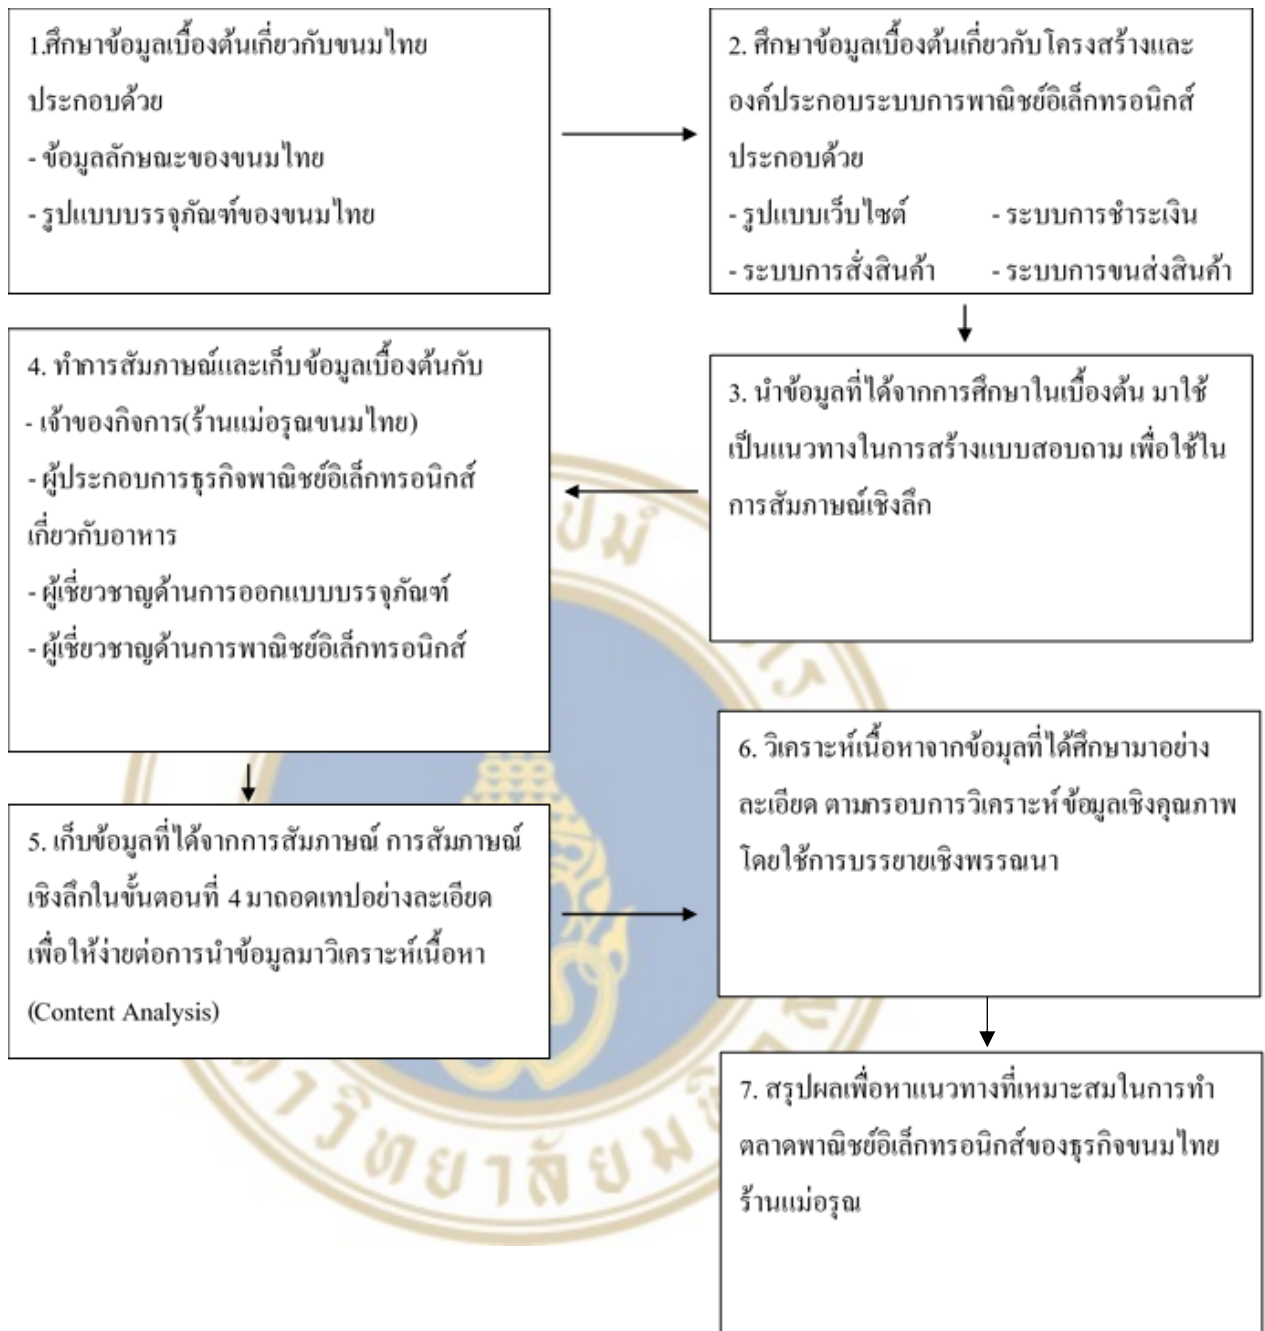 1.ศึกษาข้อมูลเบื้องต้นเกี่ยวกับขนมไทย
ประกอบด้วย
- ข้อมูลลักษณะของขนมไทย
- รูปแบบบรรจุภัณฑ์ของขนมไทย
2. ศึกษาข้อมูลเบื้องต้นเกี่ยวกับโครงสร้างและ
องค์ประกอบระบบการพาณิชย์อิเล็กทรอนิกส์
ประกอบด้วย
- รูปแบบเว็บไซต์ - ระบบการชำระเงิน
- ระบบการสั่งสินค้า - ระบบการขนส่งสินค้า
3. นำข้อมูลที่ได้จากการศึกษาในเบื้องต้น มาใช้
เป็นแนวทางในการสร้างแบบสอบถาม เพื่อใช้ใน
การสัมภาษณ์เชิงลึก
4. ทำการสัมภาษณ์และเก็บข้อมูลเบื้องต้นกับ
- เจ้าของกิจการ(ร้านแม่อรุณขนมไทย)
- ผู้ประกอบการธุรกิจพาณิชย์อิเล็กทรอนิกส์
เกี่ยวกับอาหาร
- ผู้เชี่ยวชาญด้านการออกแบบบรรจุภัณฑ์
- ผู้เชี่ยวชาญด้านการพาณิชย์อิเล็กทรอนิกส์
5. เก็บข้อมูลที่ได้จากการสัมภาษณ์ การสัมภาษณ์
เชิงลึกในขั้นตอนที่ 4 มาถอดเทปอย่างละเอียด
เพื่อให้ง่ายต่อการนำข้อมูลมาวิเคราะห์เนื้อหา
(Content Analysis)
6. วิเคราะห์เนื้อหาจากข้อมูลที่ได้ศึกษามาอย่าง
ละเอียด ตามกรอบการวิเคราะห์ข้อมูลเชิงคุณภาพ
โดยใช้การบรรยายเชิงพรรณนา
7. สรุปผลเพื่อหาแนวทางที่เหมาะสมในการทำ
ตลาดพาณิชย์อิเล็กทรอนิกส์ของธุรกิจขนมไทย
ร้านแม่อรุณ